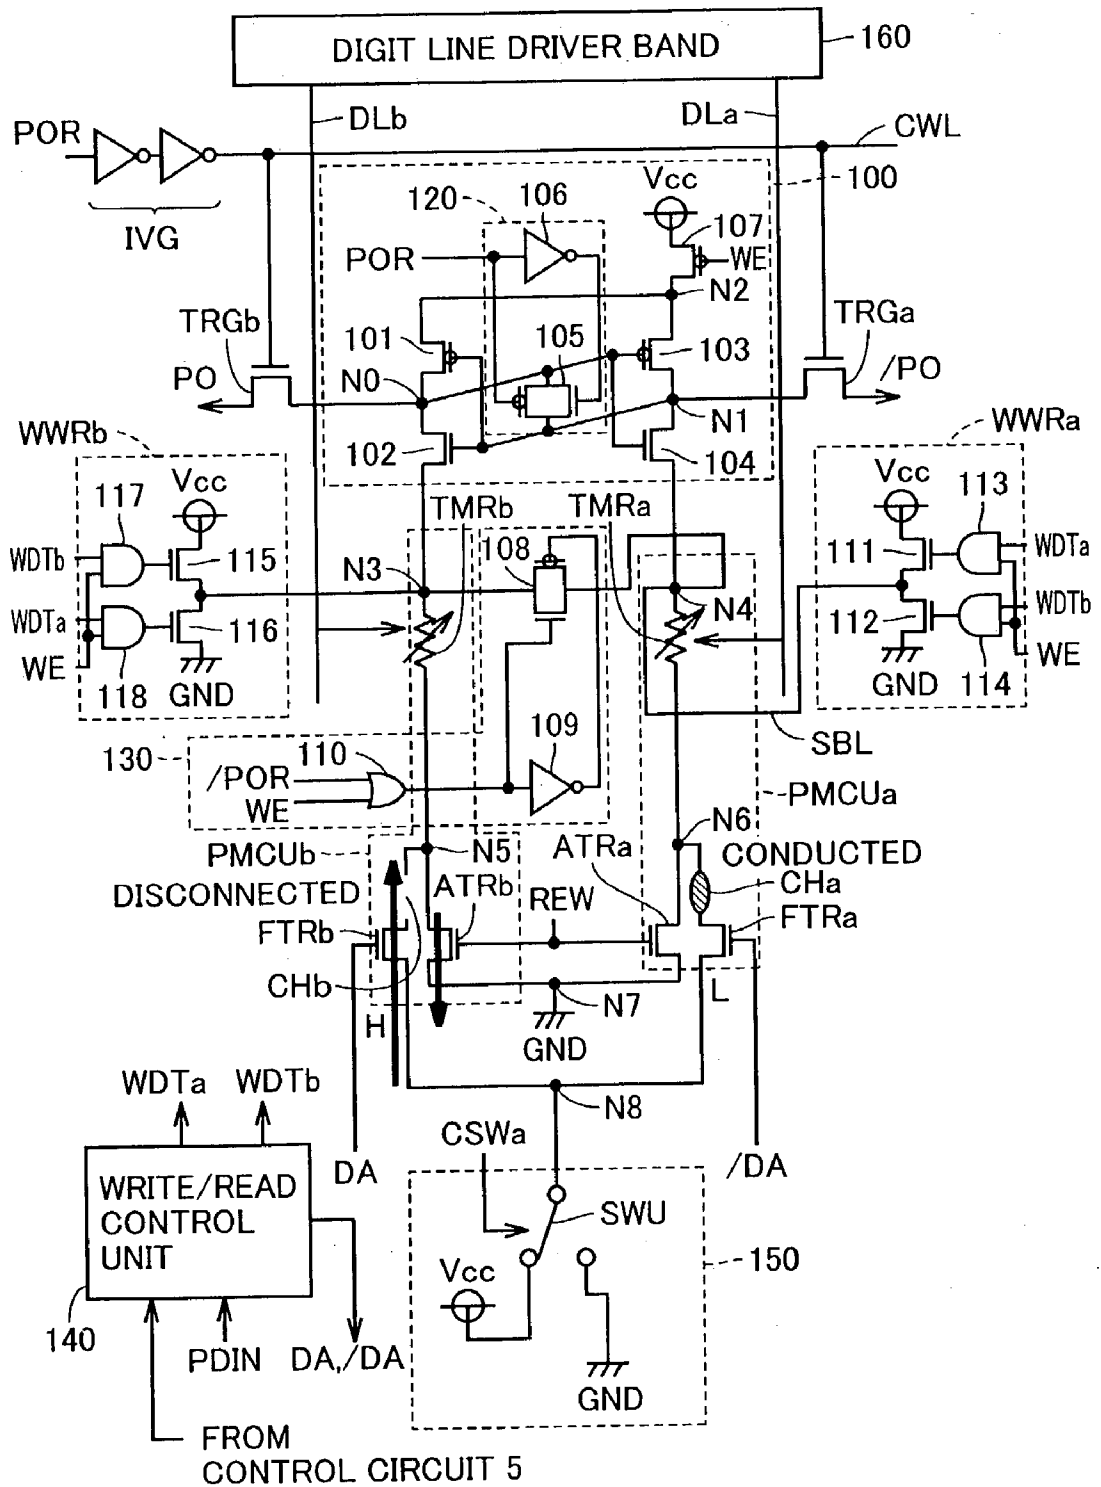 DIGIT LINE DRIVER BAND
160
DLb
DLa
POR
CWL
IVG
100
Vcc
120
106
107
POR
WE
N2
TRGb
TRGa
101
105
103
PO
N0
/PO
N1
WWRb
WWRa
102
104
Vcc
Vcc
117
TMRb
TMRa
113
WDTb
115
N3
108
111
WDTa
WDTa
116
N4
112
WDTb
WE
WE
118
GND
GND
114
130
110
109
SBL
/POR
WE
PMCUa
N6
PMCUb
N5
ATRa
CONDUCTED
DISCONNECTED
ATRb
REW
CHa
FTRb
FTRa
CHb
N7
L
H
GND
WDTa
WDTb
N8
CSWa
DA
/DA
WRITE/READ
CONTROL
UNIT
SWU
Vcc
150
140
PDIN
DA,/DA
GND
FROM
CONTROL CIRCUIT 5